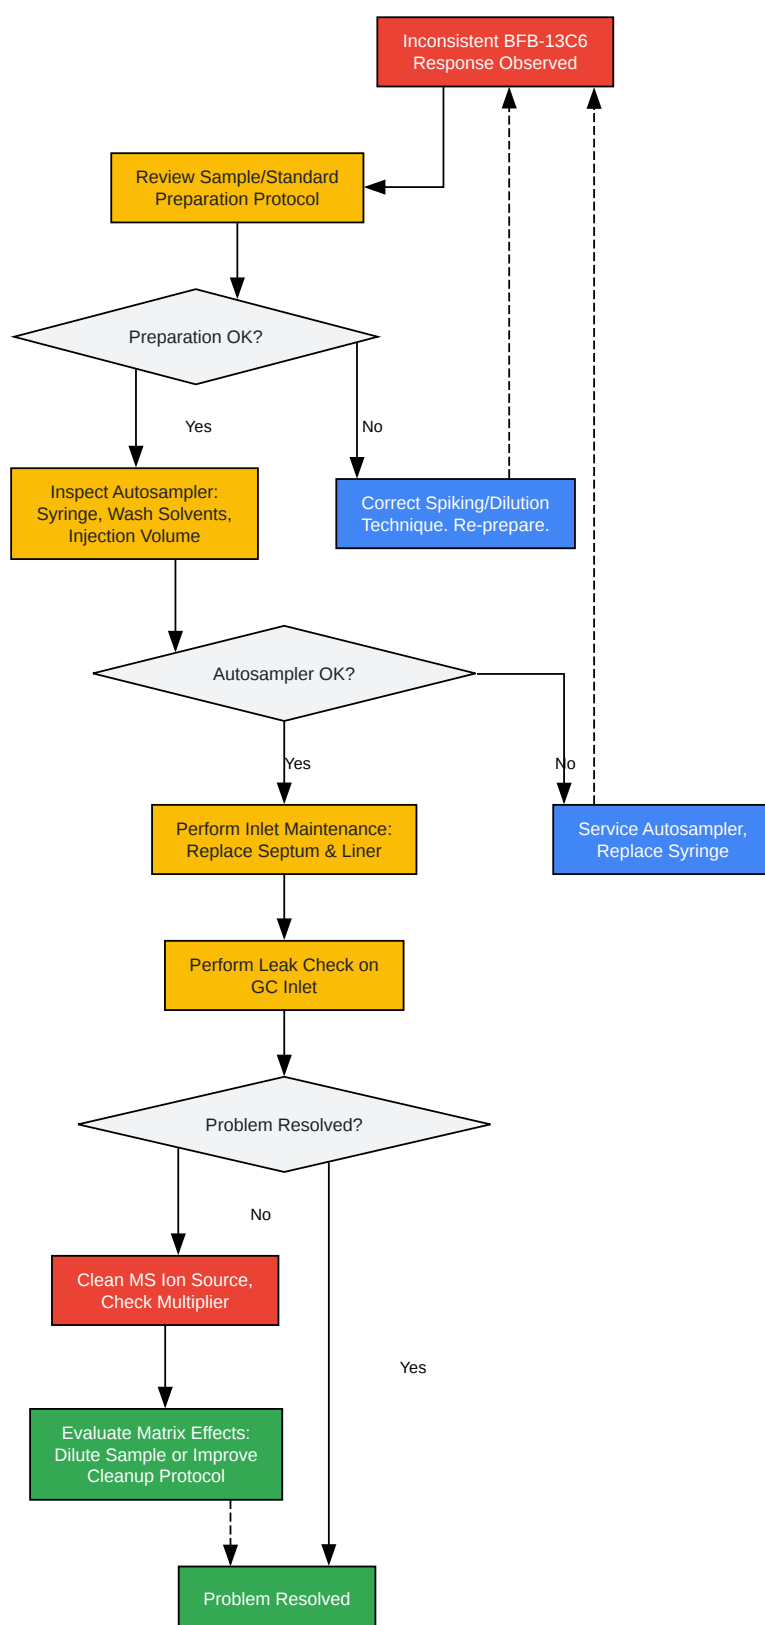 Inconsistent BFB-13C6
Response Observed
Review Sample/Standard
Preparation Protocol
Preparation OK?
Yes
No
Inspect Autosampler:
Syringe, Wash Solvents,
Injection Volume
Correct Spiking/Dilution
Technique. Re-prepare.
Autosampler OK?
Yes
No
Perform Inlet Maintenance:
Replace Septum & Liner
Service Autosampler,
Replace Syringe
Perform Leak Check on
GC Inlet
Problem Resolved?
No
Clean MS Ion Source,
Check Multiplier
Yes
Evaluate Matrix Effects:
Dilute Sample or Improve
Cleanup Protocol
Problem Resolved